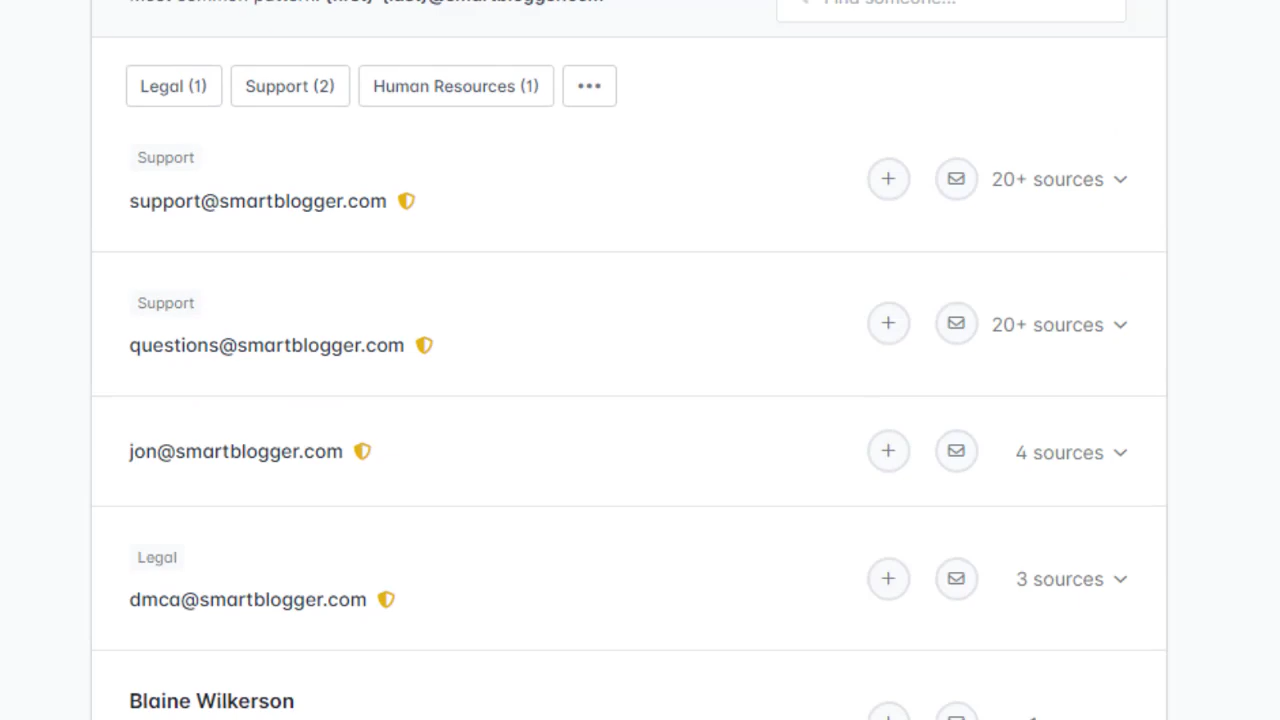 Legal (1) Support (2) Human Resources (1) •••
Support
support@smartblogger.com
20+ sources
Support
questions@smartblogger.com
20+ sources
jon@smartblogger.com
4 sources
Legal
dmca@smartblogger.com
3 sources
Blaine Wilkerson